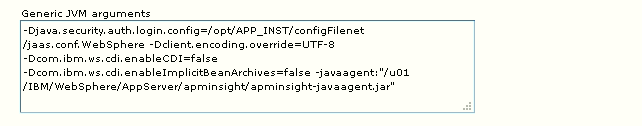 Generic JVM arguments
-Djava.security.auth.login.config=/opt/APP_INST/configFilenet
/jaas.conf.WebSphere -Dclient.encoding.override=UTF-8
-Dcom.ibm.ws.cdi.enableCDI=false
-Dcom.ibm.ws.cdi.enableImplicitBeanArchives=false -javaagent:"/u01
/IBM/WebSphere/AppServer/apminsight/apminsight-javaagent.jar"